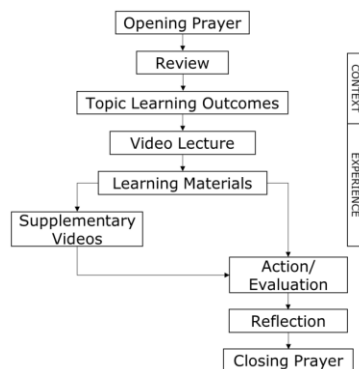 Opening Prayer
Review
Topic Learning Outcomes
Video Lecture
Learning Materials
Supplementary
Videos
Action/
Evaluation
Reflection
Closing Prayer
CONTEXT
EXPERIENCE